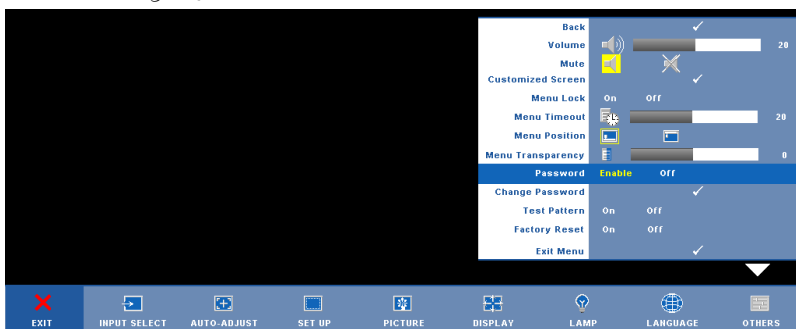 Back
Volume 20
Mute
Customized Screen
Menu Lock On Off
Menu Timeout 20
Menu Position
Menu Transparency 0
Password Enable Off
Change Password
Test Pattern On Off
Factory Reset On Off
Exit Menu
EXIT INPUT SELECT AUTO-ADJUST SET UP PICTURE DISPLAY LAMP LANGUAGE OTHERS